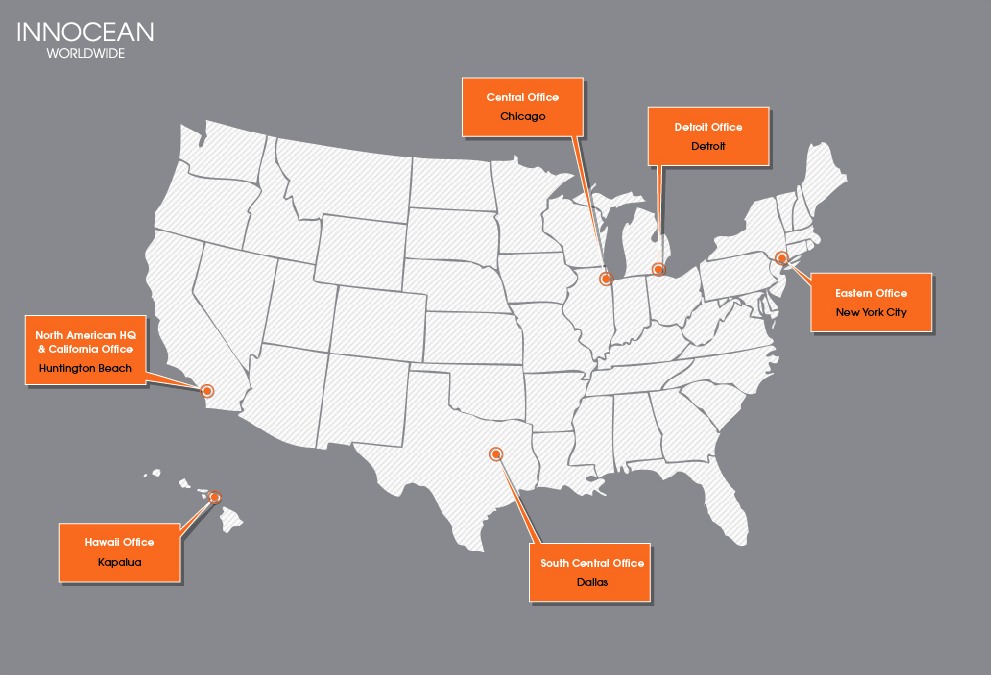 INNOCEAN
WORLDWIDE
Central Office
Chicago
Detroit Office
Detroit
Eastern Office
New York City
North American HQ
& California Office
Huntington Beach
Hawaii Office
Kapalua
South Central Office
Dallas